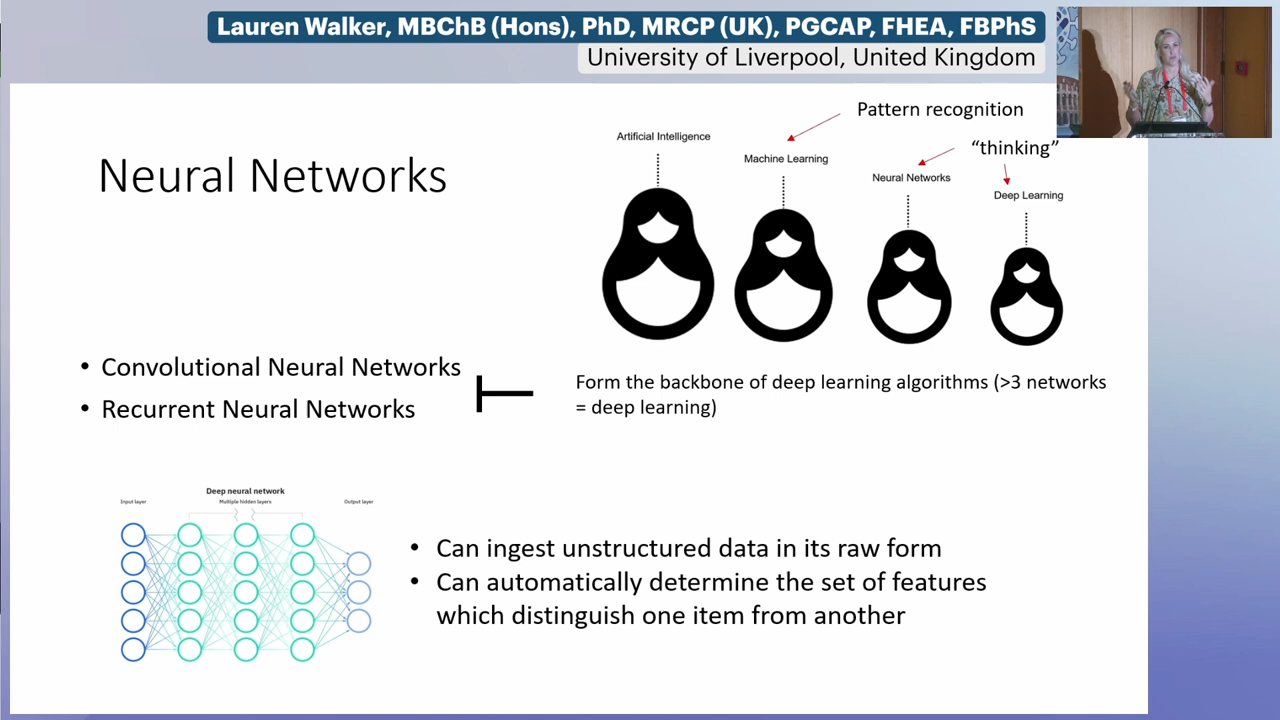 Lauren Walker, MBChB (Hons), PhD, MRCP (UK), PGCAP, FHEA, FBPhS
University of Liverpool, United Kingdom
Neural Networks
Pattern recognition
“thinking”
Artificial Intelligence
Machine Learning
Neural Networks
Deep Learning
• Convolutional Neural Networks
• Recurrent Neural Networks
Form the backbone of deep learning algorithms (>3 networks
= deep learning)
Deep neural network
Input layer
Multiple hidden layers
Output layer
• Can ingest unstructured data in its raw form
• Can automatically determine the set of features
which distinguish one item from another